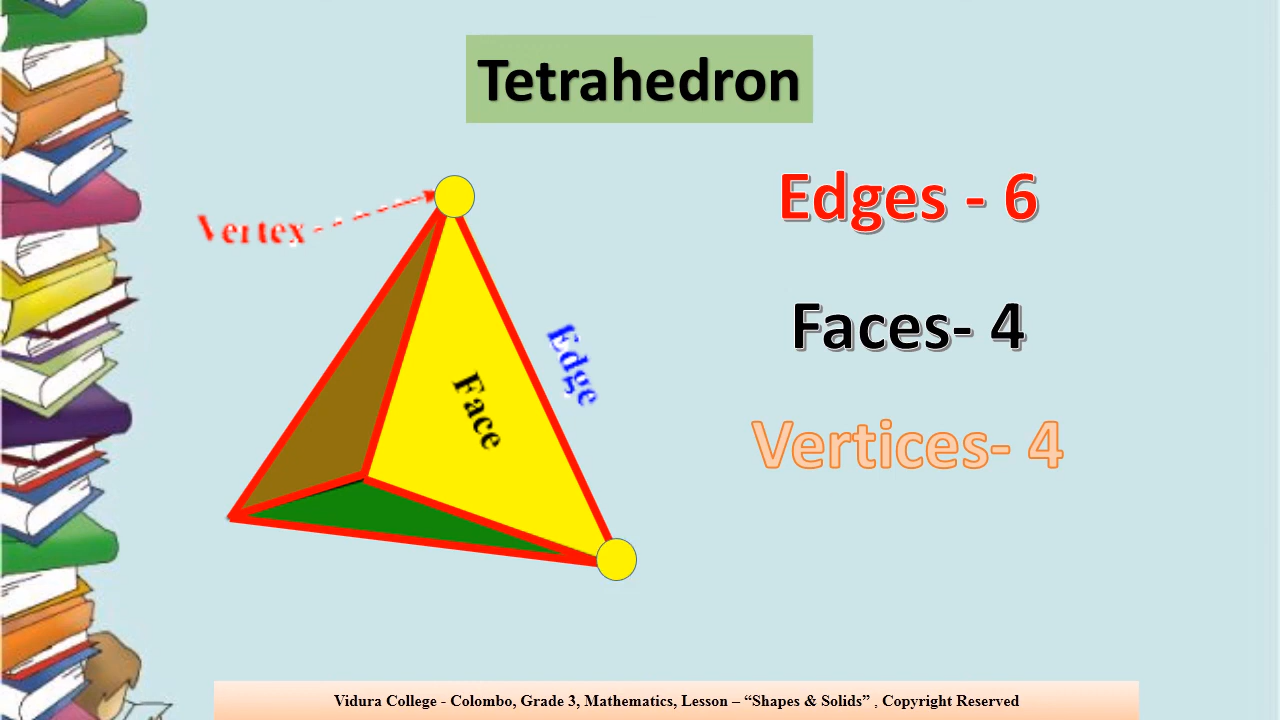 Tetrahedron
Vertex
Edge
Face
Edges - 6
Faces- 4
Vertices- 4
Vidura College - Colombo, Grade 3, Mathematics, Lesson – “Shapes & Solids” , Copyright Reserved